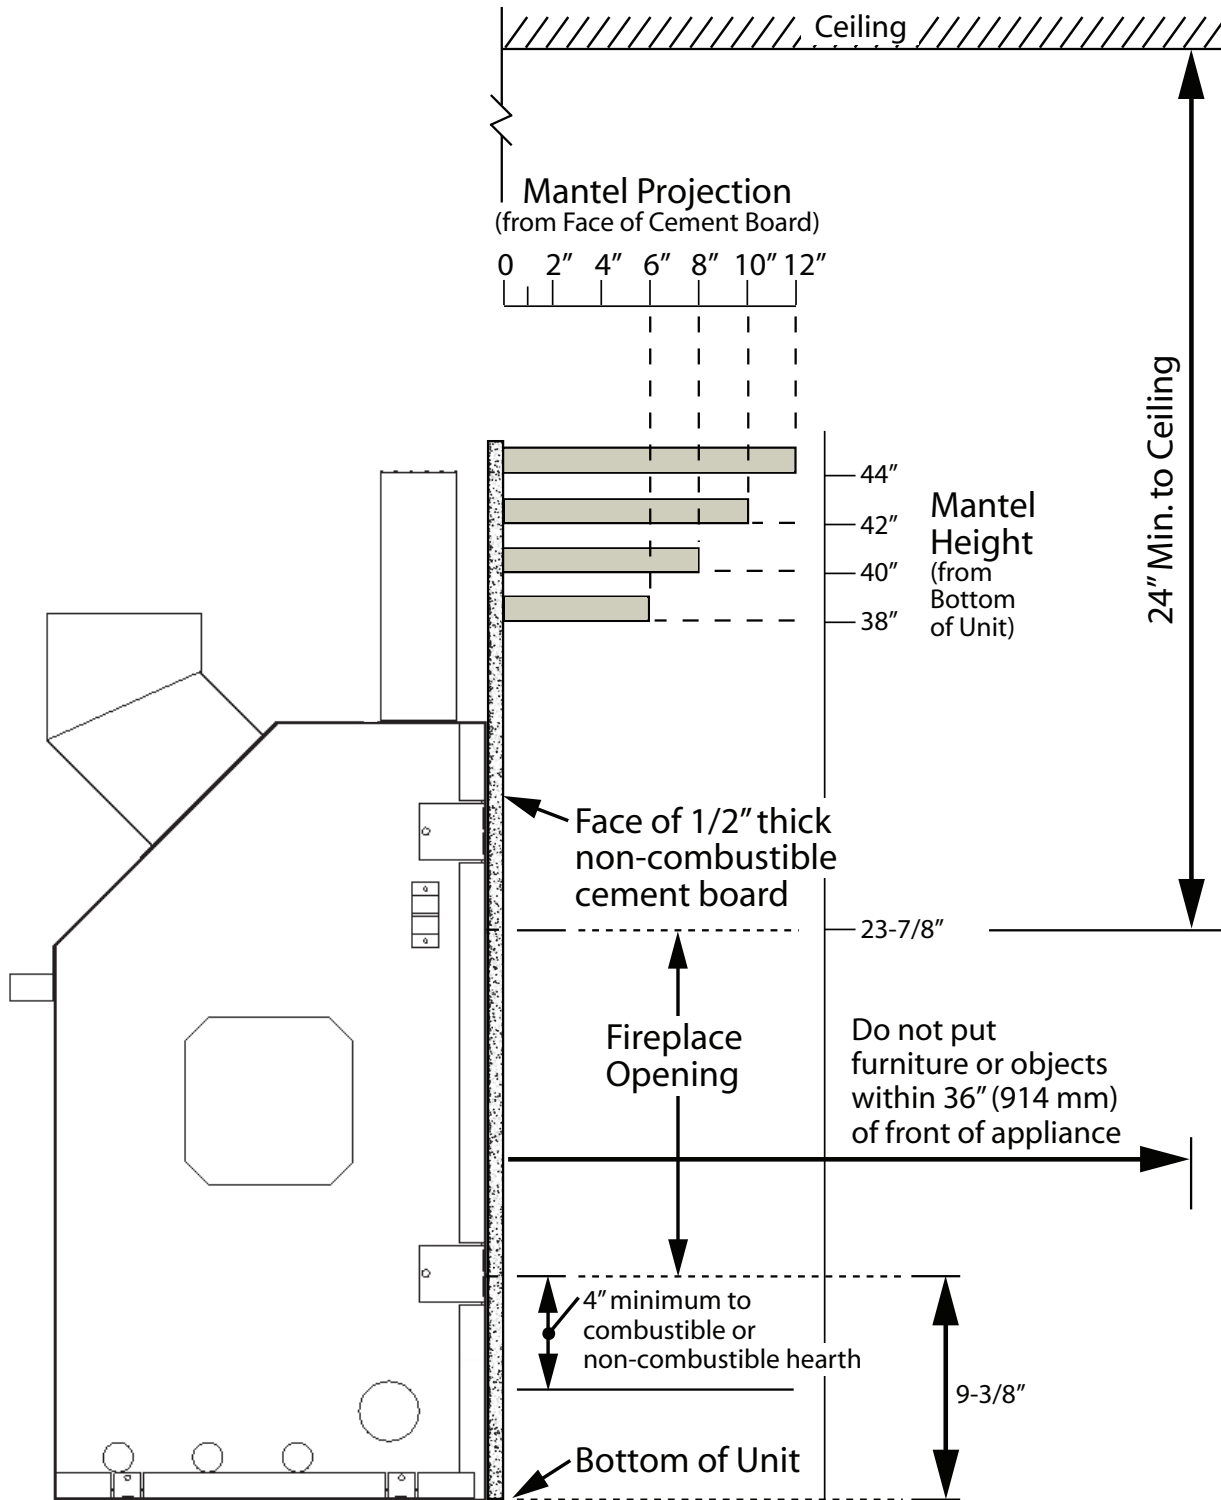 Ceiling
Mantel Projection
(from Face of Cement Board)
0 2” 4” 6” 8” 10” 12”
24” Min. to Ceiling
44”
42”
40”
38”
Mantel
Height
(from
Bottom
of Unit)
Face of 1/2” thick
non-combustible
cement board
23-7/8”
Fireplace
Opening
Do not put
furniture or objects
within 36” (914 mm)
of front of appliance
4” minimum to
combustible or
non-combustible hearth
9-3/8”
Bottom of Unit